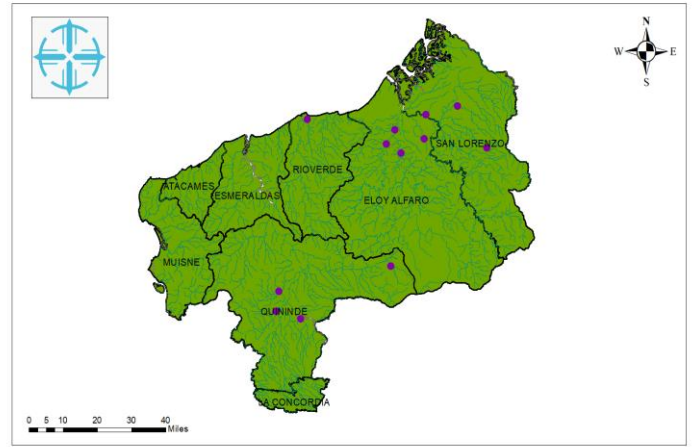 N
W E
S
SAN LORENZO
RIOVERDE
ATACAMES
ESMERALDAS
ELOY ALFARO
MUISNE
QUININDE
LA CONCORDIA
0 5 10 20 30 40
Miles